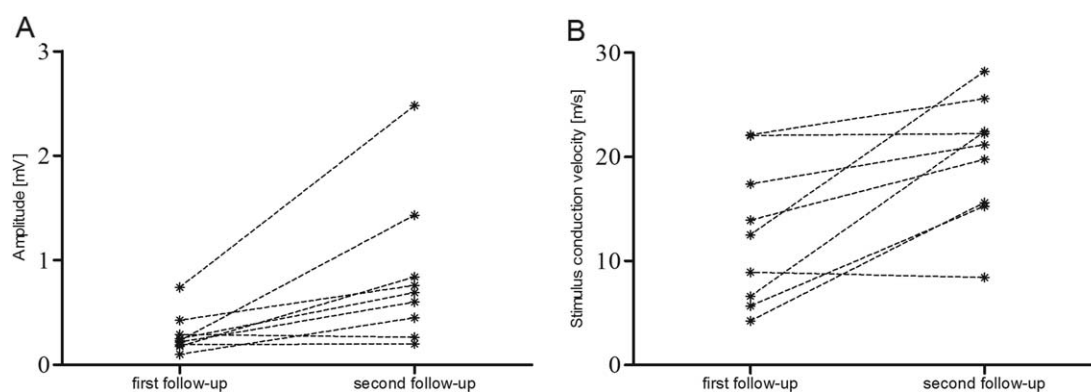 A
Amplitude [mV]
3
2
1
0
first follow-up
second follow-up
B
Stimulus conduction velocity [m/s]
30
20
10
0
first follow-up
second follow-up